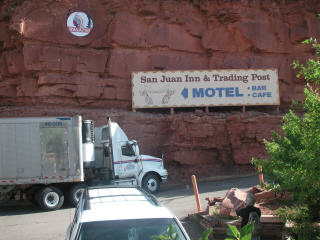 San Juan Inn & Trading Post
MOTEL
• BAR
• CAFE